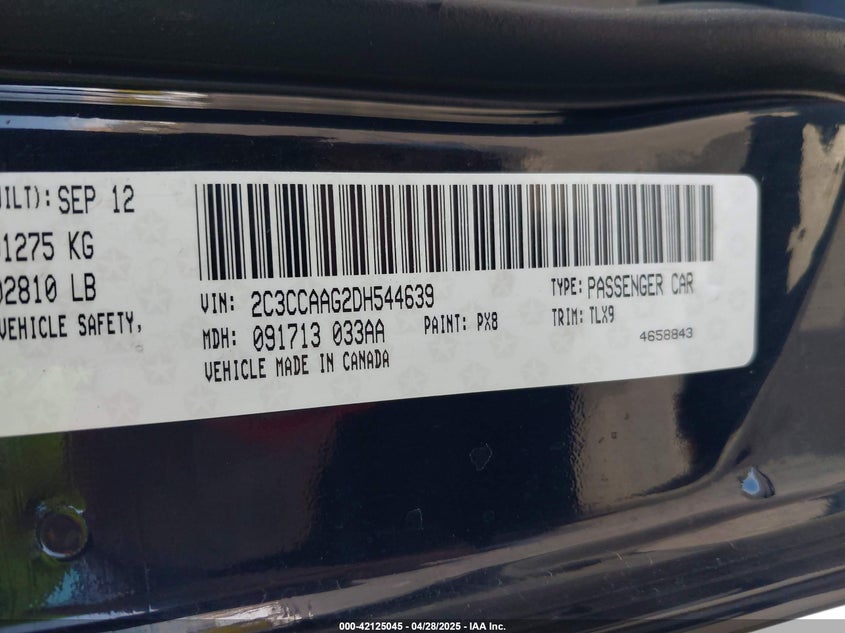 UILT): SEP 12
01275 KG
02810 LB
VEHICLE SAFETY,
VIN: 2C3CCAAG2DH544639
TYPE: PASSENGER CAR
MDH: 091713 033AA
PAINT: PX8
TRIM: TLX9
VEHICLE MADE IN CANADA
4658843
000-42125045 - 04/28/2025 - IAA Inc.